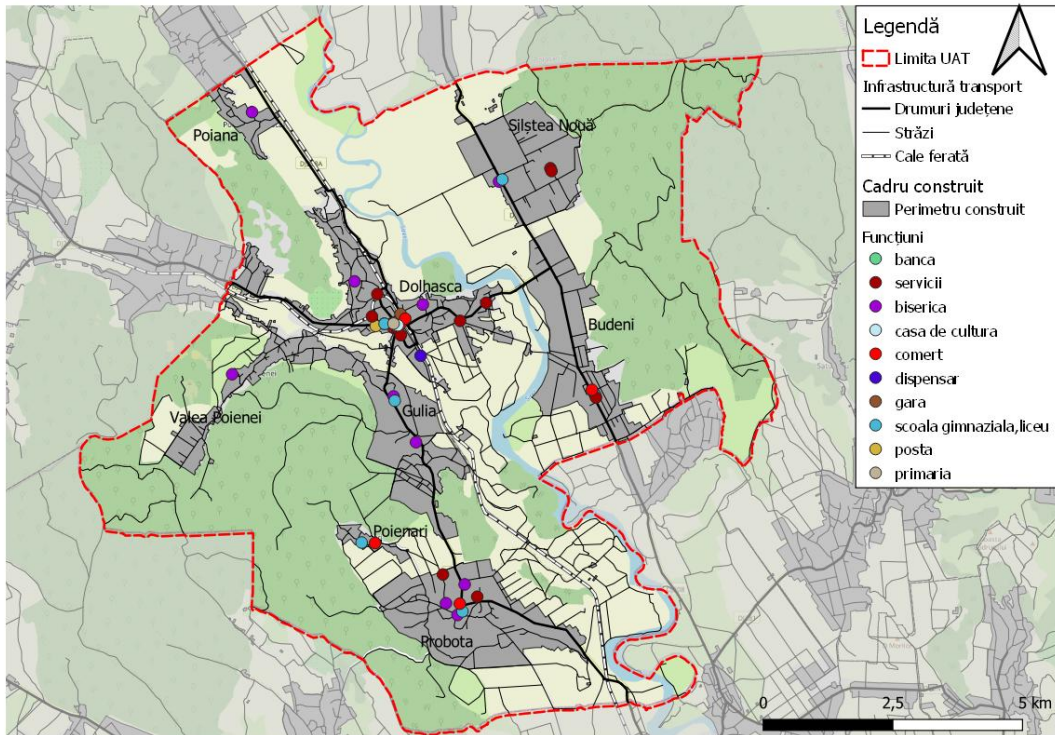 Legendă
Limita UAT
Infrastructură transport
Drumuri județene
Străzi
Cale ferată
Cadru construit
Perimetru construit
Funcțiuni
banca
servicii
biserica
casa de cultura
comert
dispensar
gara
scoala gimnaziala,liceu
posta
primaria
Poiana
Siliștea Nouă
Dolhasca
Budeni
Valea Poienei
Gulia
Poienari
Probota
0 2,5 5 km